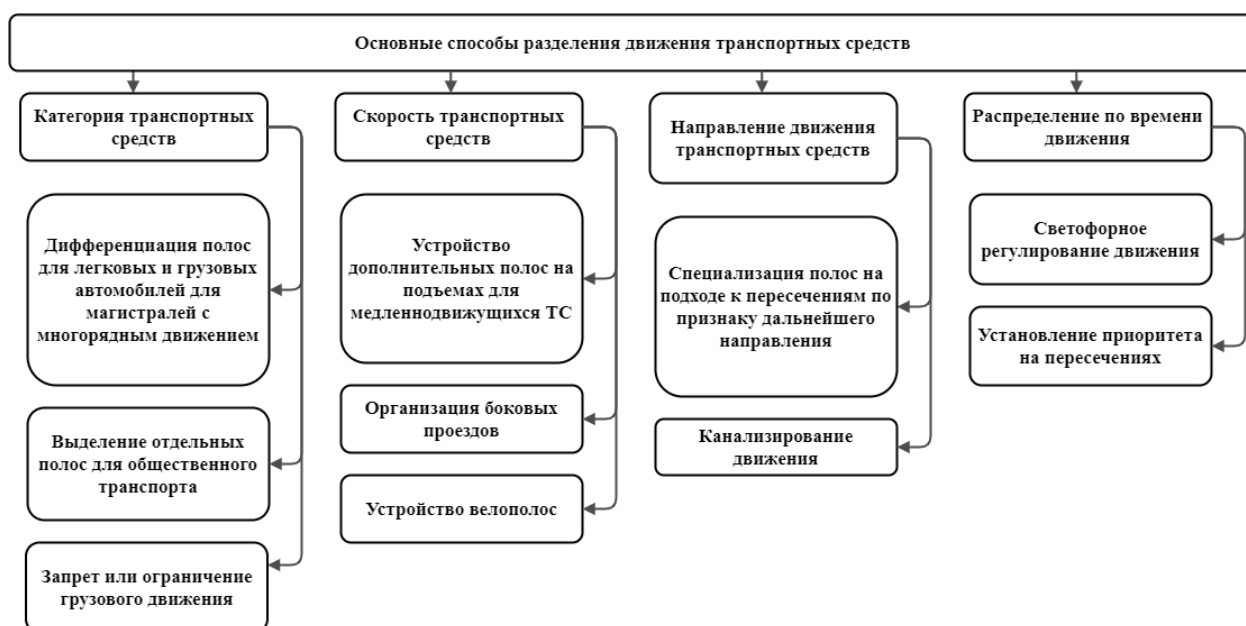 Основные способы разделения движения транспортных средств
Категория транспортных
средств
Дифференциация полос
для легковых и грузовых
автомобилей для
магистралей с
многорядным движением
Выделение отдельных
полос для общественного
транспорта
Запрет или ограничение
грузового движения
Скорость транспортных
средств
Устройство
дополнительных полос на
подъемах для
медленнодвижущихся ТС
Организация боковых
проездов
Устройство велополос
Направление движения
транспортных средств
Специализация полос на
подходе к пересечениям по
признаку дальнейшего
направления
Канализирование
движения
Распределение по времени
движения
Светофорное
регулирование движения
Установление приоритета
на пересечениях